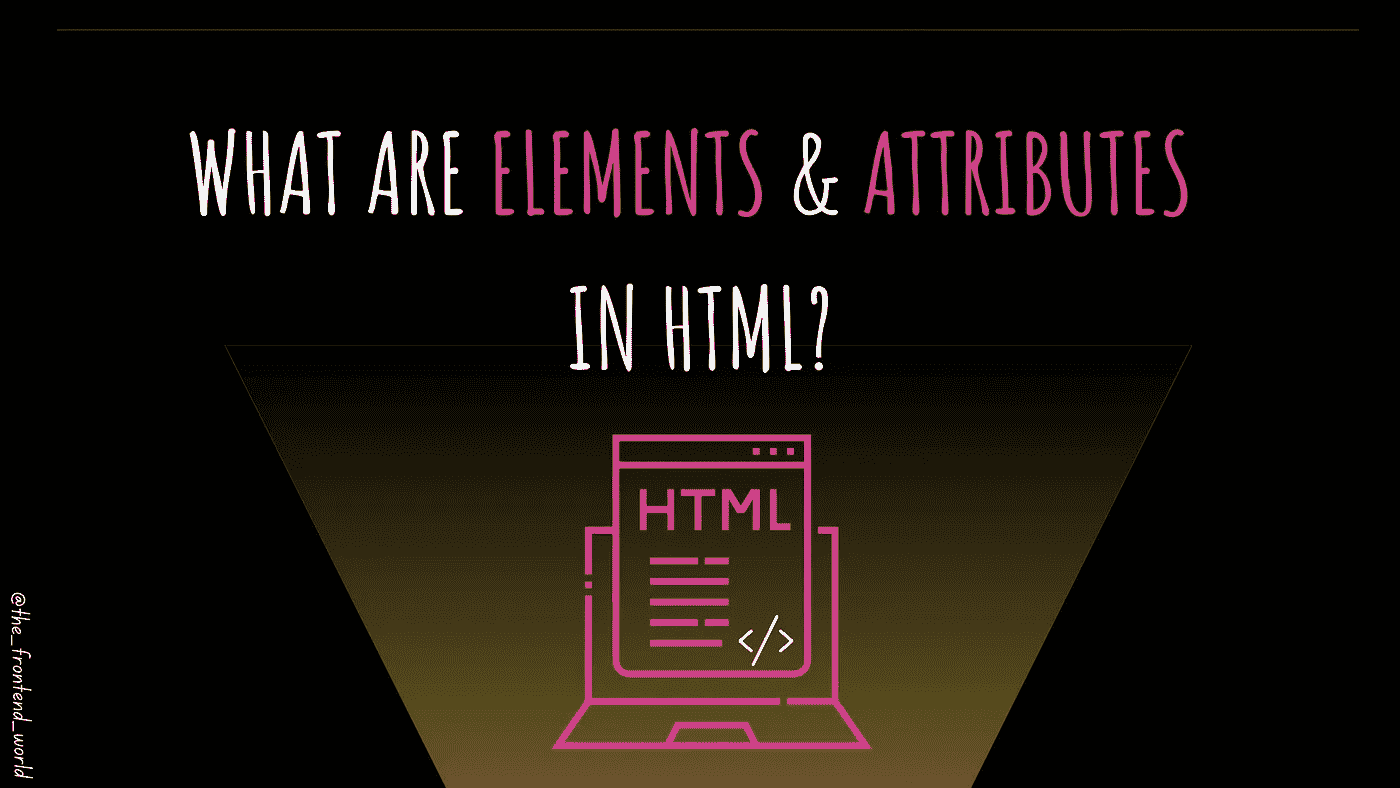 WHAT ARE ELEMENTS & ATTRIBUTES
IN HTML?
HTML
</>
@the_frontend_world